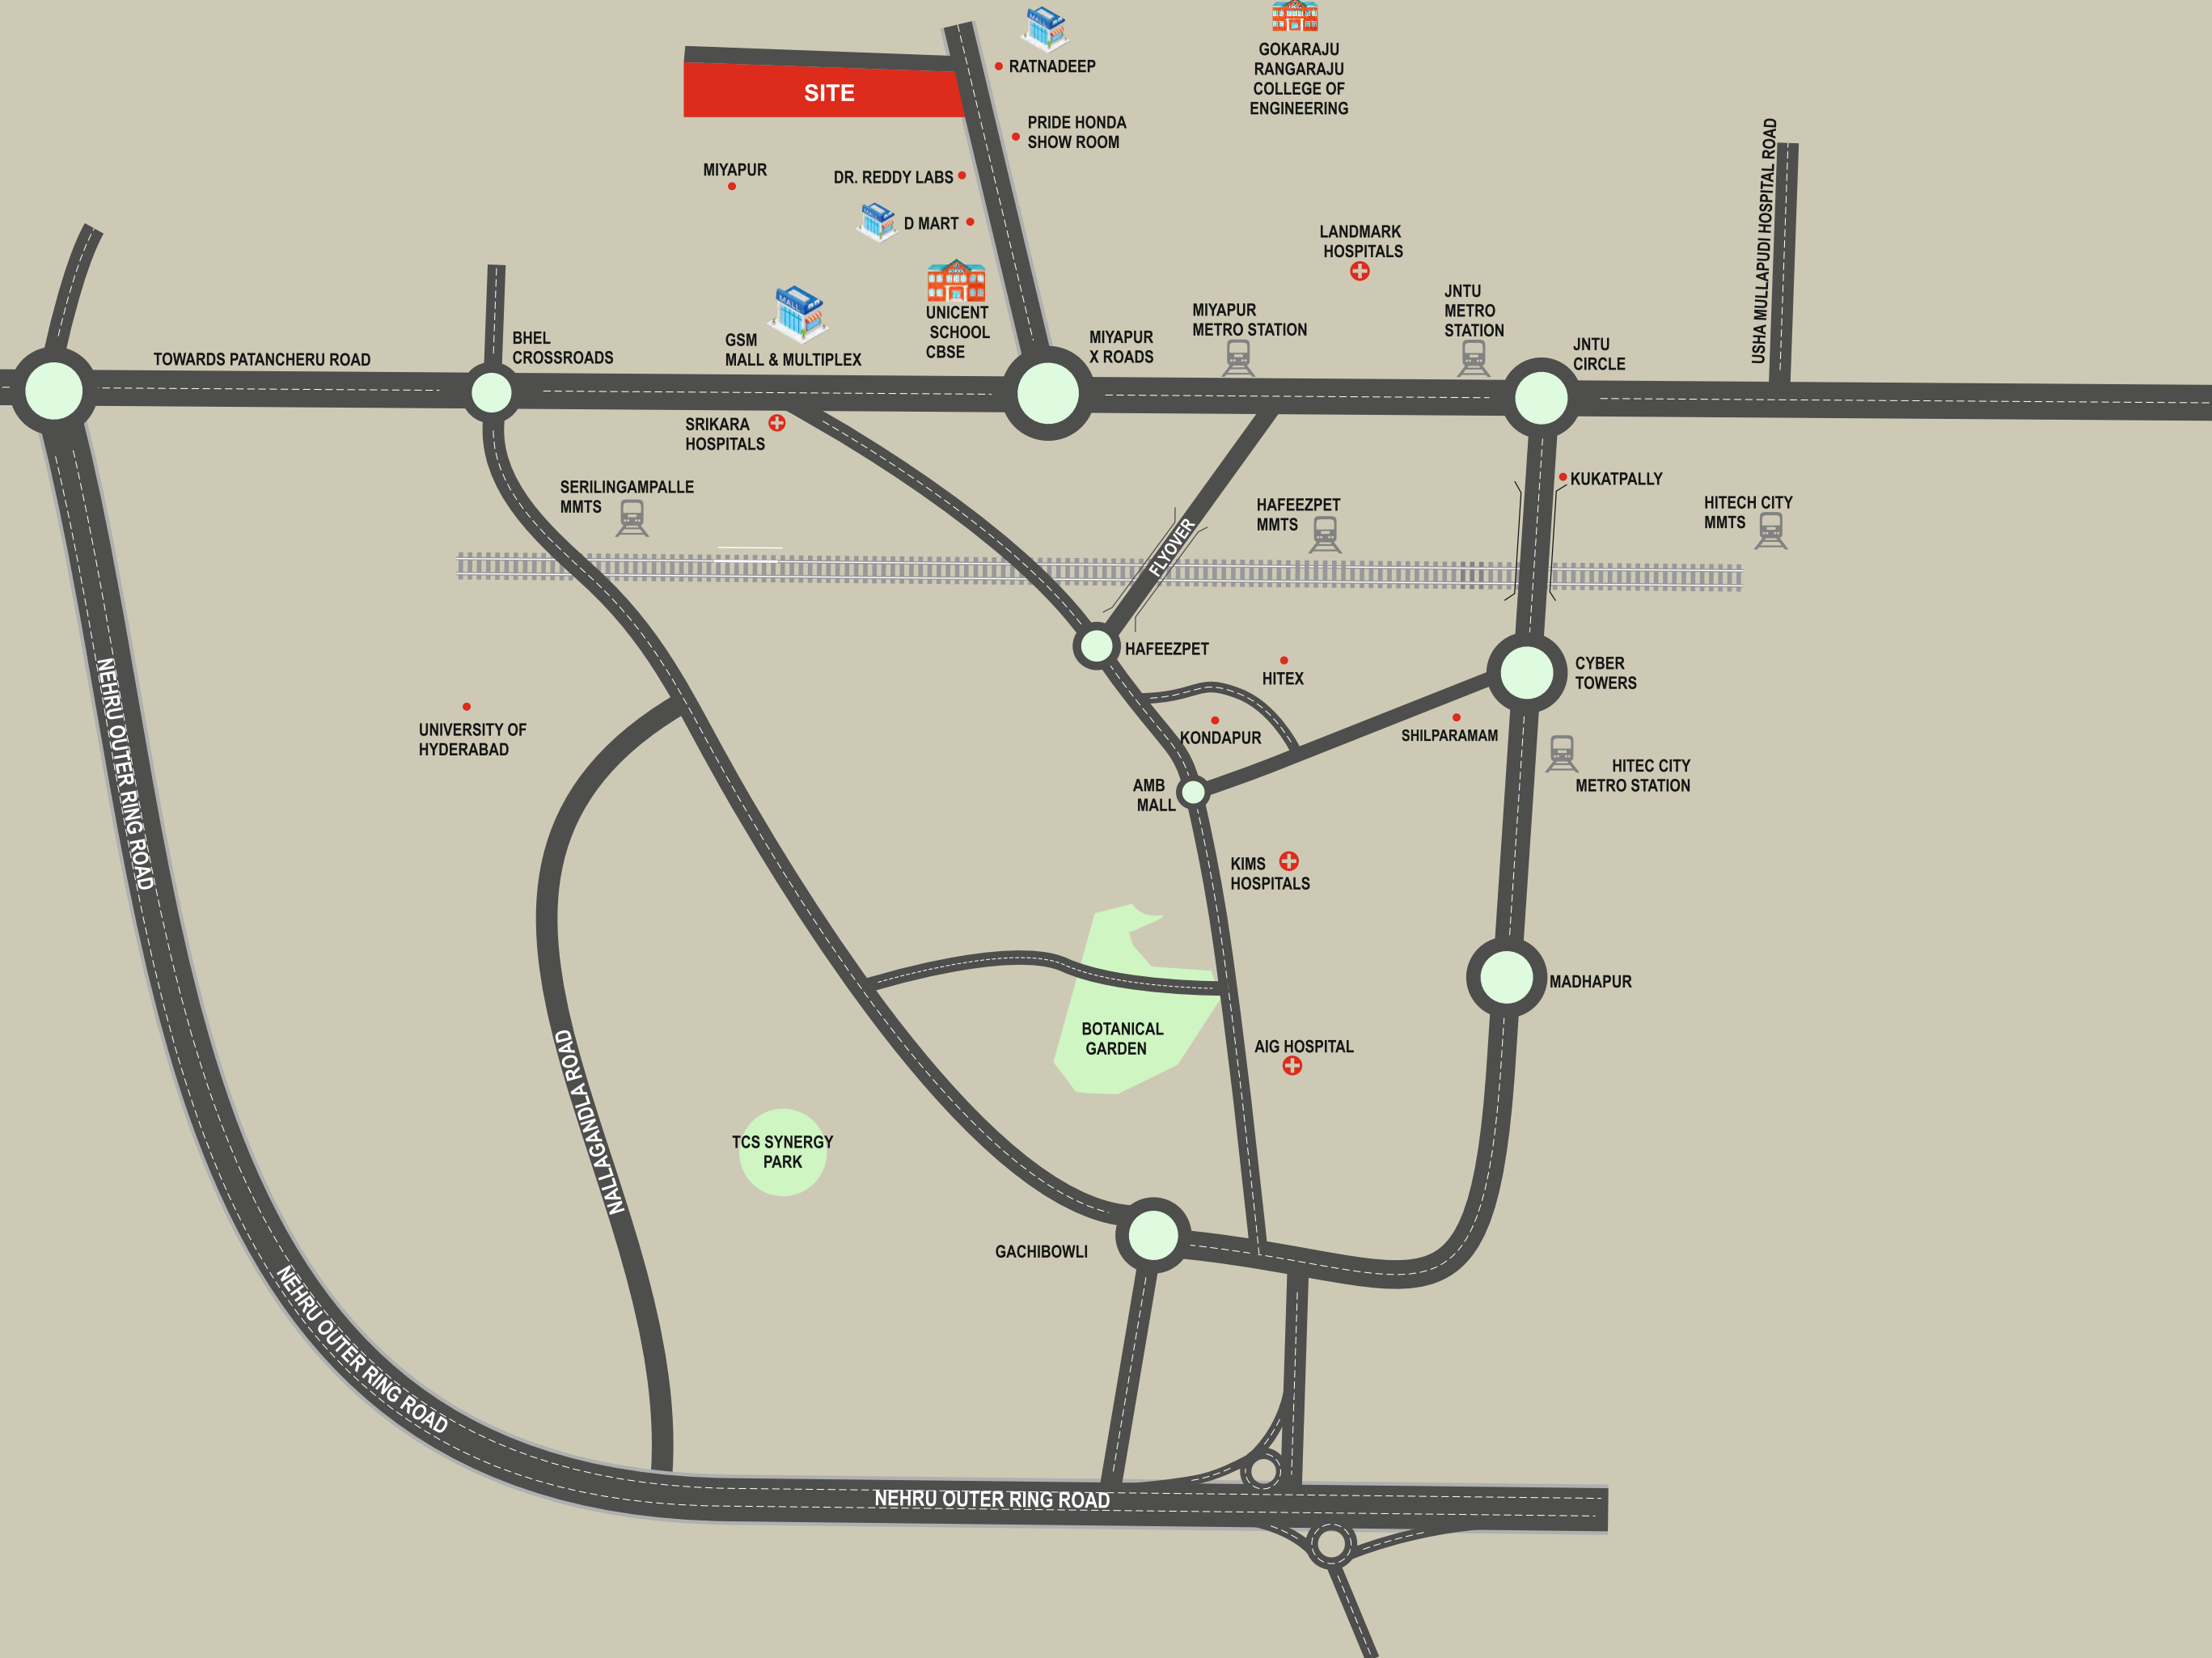 RATNADEEP
GOKARAJU
RANGARAJU
COLLEGE OF
ENGINEERING
SITE
PRIDE HONDA
SHOW ROOM
MIYAPUR
DR. REDDY LABS
D MART
USHA MULLAPUDI HOSPITAL ROAD
LANDMARK
HOSPITALS
UNICENT
SCHOOL
CBSE
MIYAPUR
METRO STATION
JNTU
METRO
STATION
BHEL
CROSSROADS
GSM
MALL & MULTIPLEX
MALL
MIYAPUR
X ROADS
JNTU
CIRCLE
TOWARDS PATANCHERU ROAD
SRIKARA
HOSPITALS
KUKATPALLY
SERILINGAMPALLE
MMTS
HAFEEZPET
MMTS
HITECH CITY
MMTS
FLYOVER
HAFEEZPET
HITEX
CYBER
TOWERS
NEHRU OUTER RING ROAD
UNIVERSITY OF
HYDERABAD
KONDAPUR
SHILPARAMAM
HITEC CITY
METRO STATION
AMB
MALL
KIMS
HOSPITALS
MADHAPUR
BOTANICAL
GARDEN
AIG HOSPITAL
NALLAGANDLA ROAD
TCS SYNERGY
PARK
GACHIBOWLI
NEHRU OUTER RING ROAD
NEHRU OUTER RING ROAD